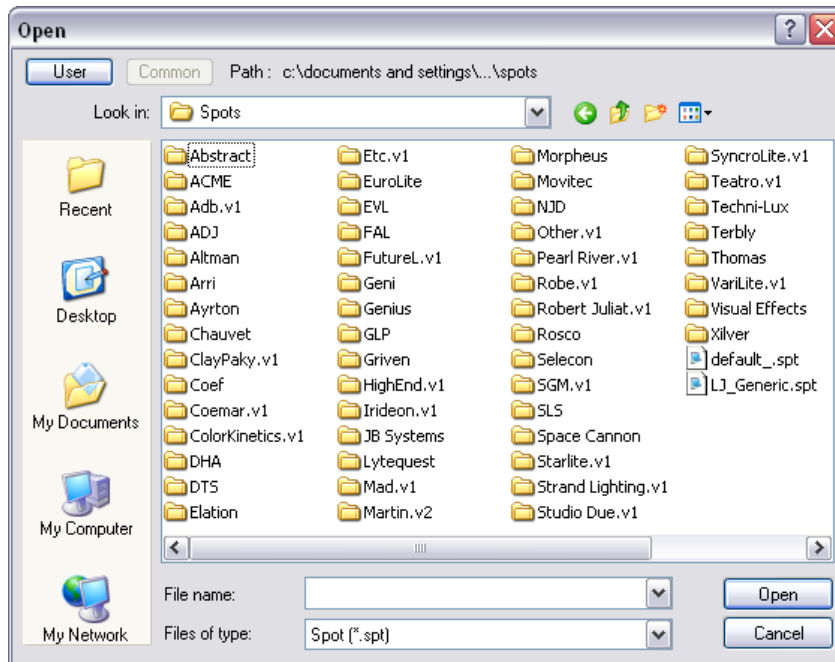 Open
User Common Path : c:\documents and settings\...\spots
Look in: Spots
Recent
Desktop
My Documents
My Computer
My Network
Abstract
ACME
Adb.v1
ADJ
Altman
Arri
Ayrton
Chauvet
ClayPaky.v1
Coef
Coemar.v1
ColorKinetics.v1
DHA
DTS
Elation
Etc.v1
EuroLite
EVL
FAL
FutureL.v1
Geni
Genius
GLP
Griven
HighEnd.v1
Irideon.v1
JB Systems
Lytequest
Mad.v1
Martin.v2
Morpheus
Movitec
NJD
Other.v1
Pearl River.v1
Robe.v1
Robert Juliat.v1
Rosco
Selecon
SGM.v1
SLS
Space Cannon
Starlite.v1
Strand Lighting.v1
Studio Due.v1
SyncroLite.v1
Teatro.v1
Techni-Lux
Terbly
Thomas
VariLite.v1
Visual Effects
Xilver
default_.spt
LJ_Generic.spt
File name: Open
Files of type: Spot (*.spt) Cancel